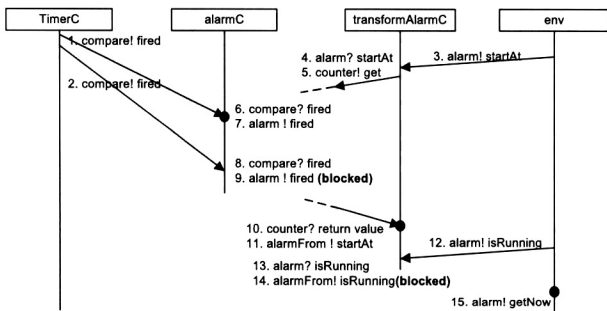 TimerC
alarmC
transformAlarmC
env
1. compare! fired
2. compare! fired
3. alarm! startAt
4. alarm? startAt
5. counter! get
6. compare? fired
7. alarm ! fired
8. compare? fired
9. alarm ! fired (blocked)
10. counter? return value
11. alarmFrom ! startAt
12. alarm! isRunning
13. alarm? isRunning
14. alarmFrom! isRunning(blocked)
15. alarm! getNow